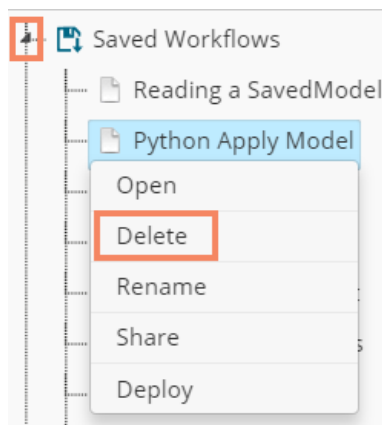 Saved Workflows
Reading a SavedModel
Python Apply Model
Open
Delete
Rename
Share
Deploy